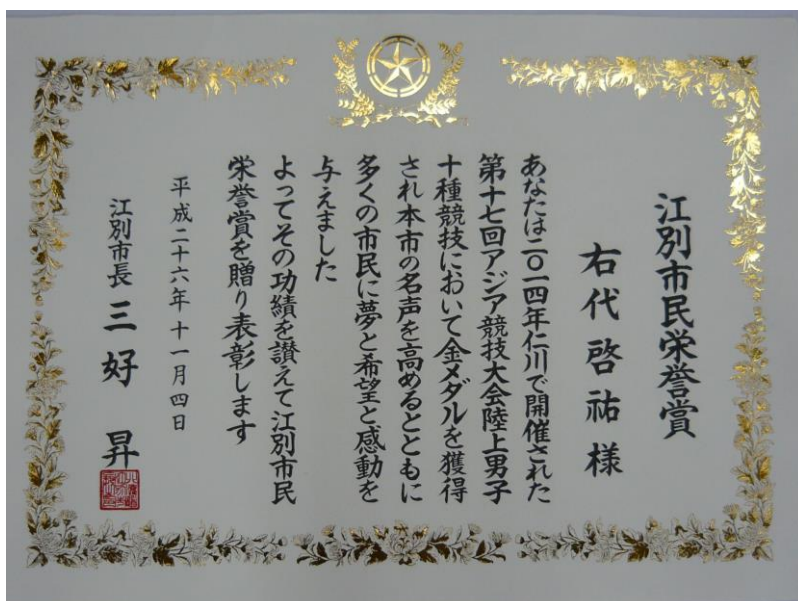 江別市民栄誉賞
右代啓祐様
あなたは二〇一四年仁川で開催された
第十七回アジア競技大会陸上男子
十種競技において金メダルを獲得
され本市の名声を高めるとともに
多くの市民に夢と希望と感動を
与えました
よってその功績を讃えて江別市民
栄誉賞を贈り表彰します
平成二十六年十一月四日
江別市長 三好 昇